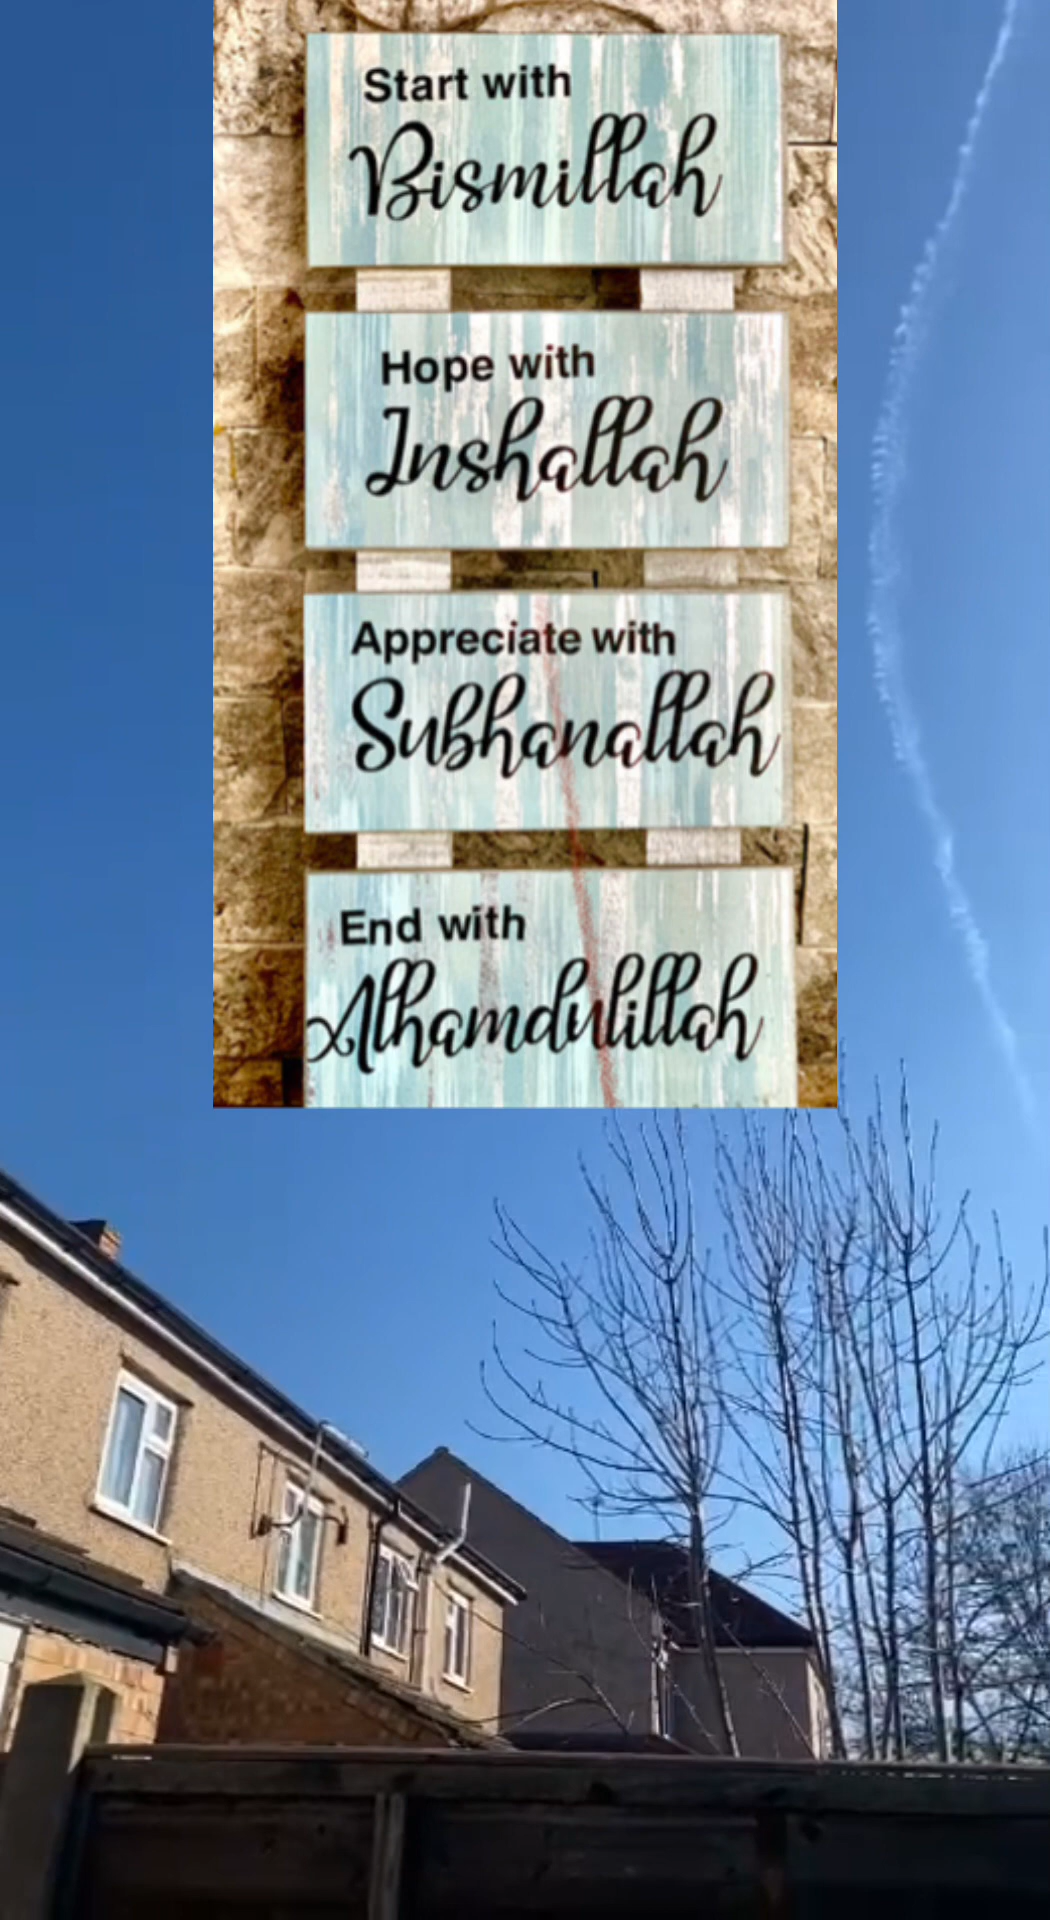 Start with
Bismillah
Hope with
Inshallah
Appreciate with
Subhanallah
End with
Alhamdulillah